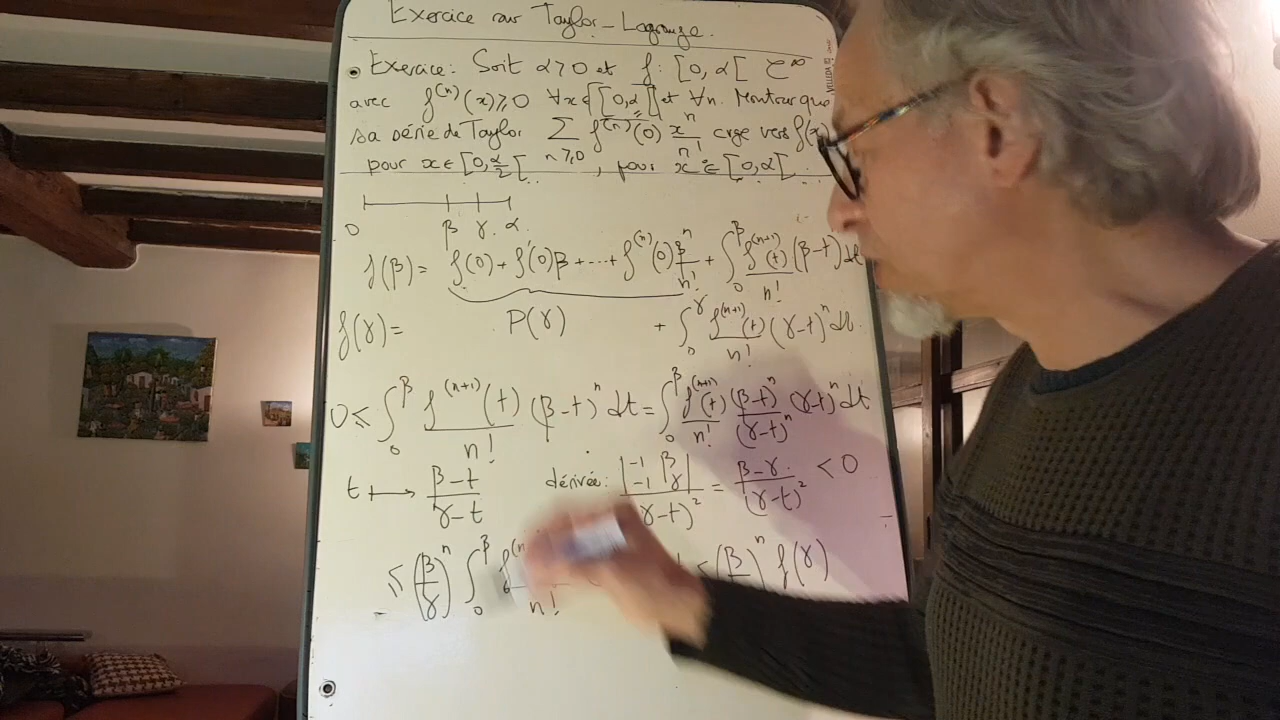 Exercice sur Taylor-Lagrange.
• Exercice: Soit α>0 et f: [0, α[ C^∞
avec f^(n)(x)≥0 ∀x∈[0,α[ et ∀n. Montrer que
sa série de Taylor Σ_{n≥0} f^(n)(0) x^n/n! cvge vers f(x)
pour x∈[0,α/2[, pour x∈[0,α[.
0 β γ α
f(β)= f(0)+f'(0)β+...+f^(n)(0)β^n/n! + ∫_0^β f^(n+1)(t)/n! (β-t)^n dt
f(γ)= P(γ) + ∫_0^γ f^(n+1)(t)/n! (γ-t)^n dt.
0≤ ∫_0^β f^(n+1)(t)/n! (β-t)^n dt = ∫_0^β f^(n+1)(t)/n! (β-t)^n/(γ-t)^n (γ-t)^n dt
t ↦ (β-t)/(γ-t) dérivée: |-1 β; -1 γ|/(γ-t)^2 = (β-γ)/(γ-t)^2 <0
≤ (β/γ)^n ∫_0^β n! ≤ (β/ )^n f(γ)
VELLEDA